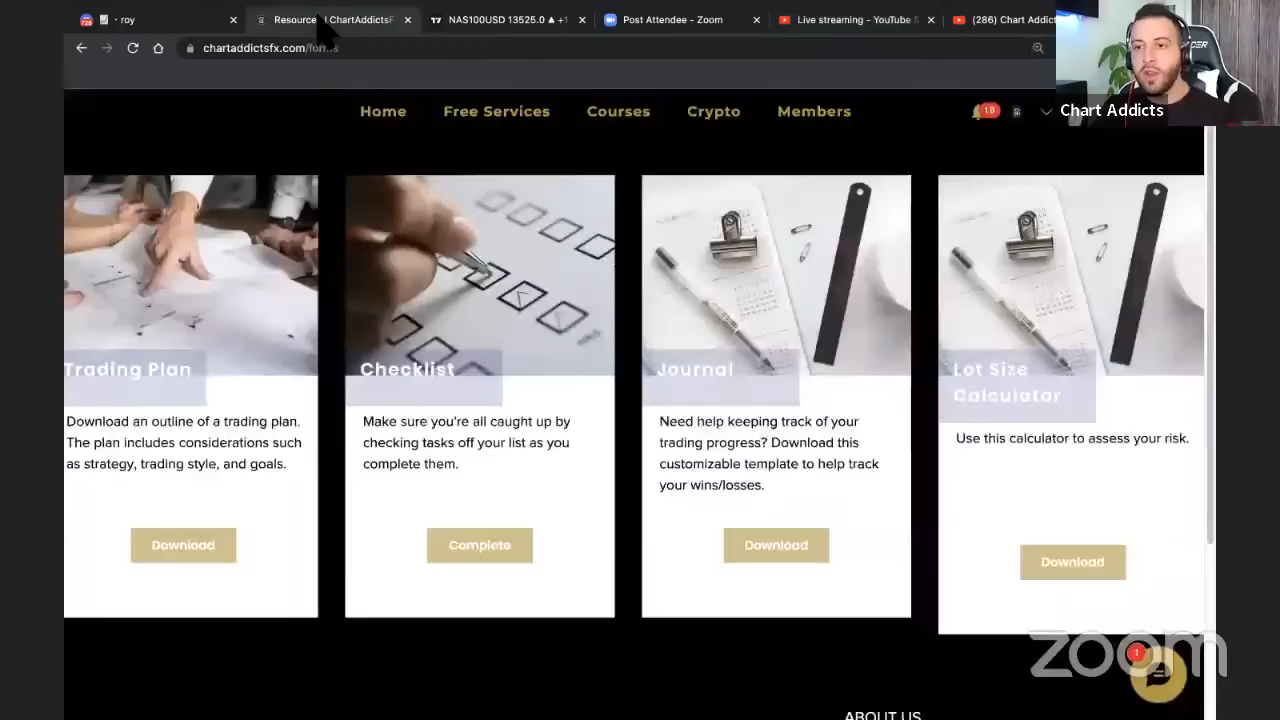 roy
Resource
ChartAddictsF
NAS100USD 13525.0 ▲ +1
Post Attendee - Zoom
Live streaming - YouTube S
(286) Chart Addict
chartaddictsfx.com/forms
Home
Free Services
Courses
Crypto
Members
Chart Addicts
Trading Plan
Download an outline of a trading plan.
The plan includes considerations such
as strategy, trading style, and goals.
Download
Checklist
Make sure you're all caught up by
checking tasks off your list as you
complete them.
Complete
Journal
Need help keeping track of your
trading progress? Download this
customizable template to help track
your wins/losses.
Download
Lot Size
Calculator
Use this calculator to assess your risk.
Download
zoom
1
ABOUT US